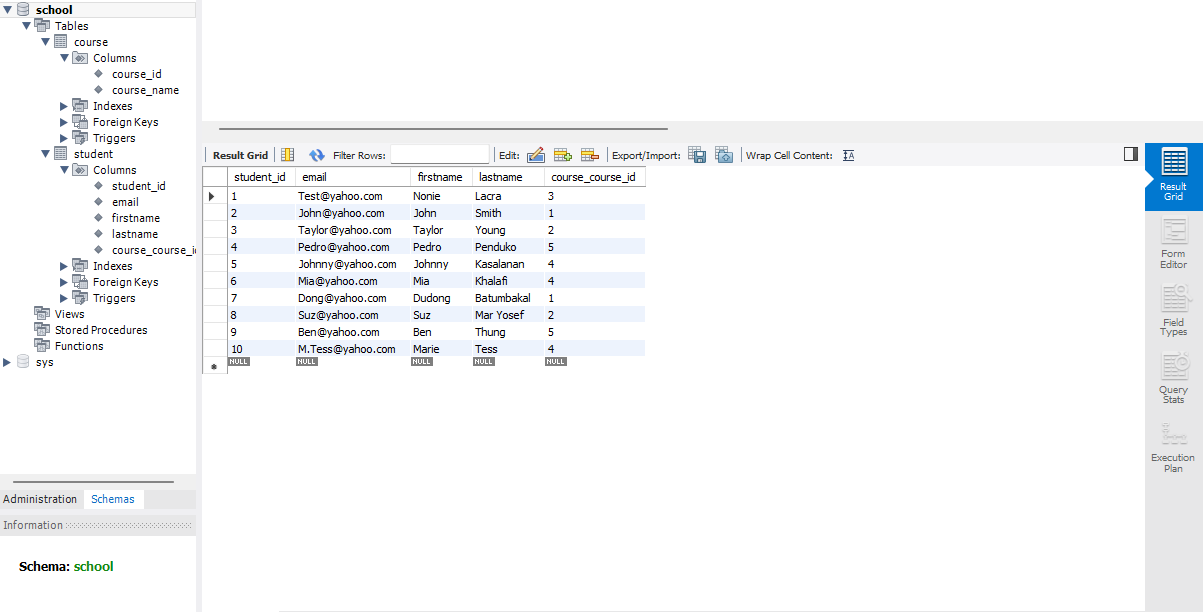 school
Tables
course
Columns
course_id
course_name
Indexes
Foreign Keys
Triggers
student
Columns
student_id
email
firstname
lastname
course_course_i
Indexes
Foreign Keys
Triggers
Views
Stored Procedures
Functions
sys
Administration Schemas
Information
Schema: school
Result Grid Filter Rows: Edit: Export/Import: Wrap Cell Content: IA
student_id email firstname lastname course_course_id
1 Test@yahoo.com Nonie Lacra 3
2 John@yahoo.com John Smith 1
3 Taylor@yahoo.com Taylor Young 2
4 Pedro@yahoo.com Pedro Penduko 5
5 Johnny@yahoo.com Johnny Kasalanan 4
6 Mia@yahoo.com Mia Khalafi 4
7 Dong@yahoo.com Dudong Batumbakal 1
8 Suz@yahoo.com Suz Mar Yosef 2
9 Ben@yahoo.com Ben Thung 5
10 M.Tess@yahoo.com Marie Tess 4
NULL NULL NULL NULL NULL
Result
Grid
Form
Editor
Field
Types
Query
Stats
Execution
Plan